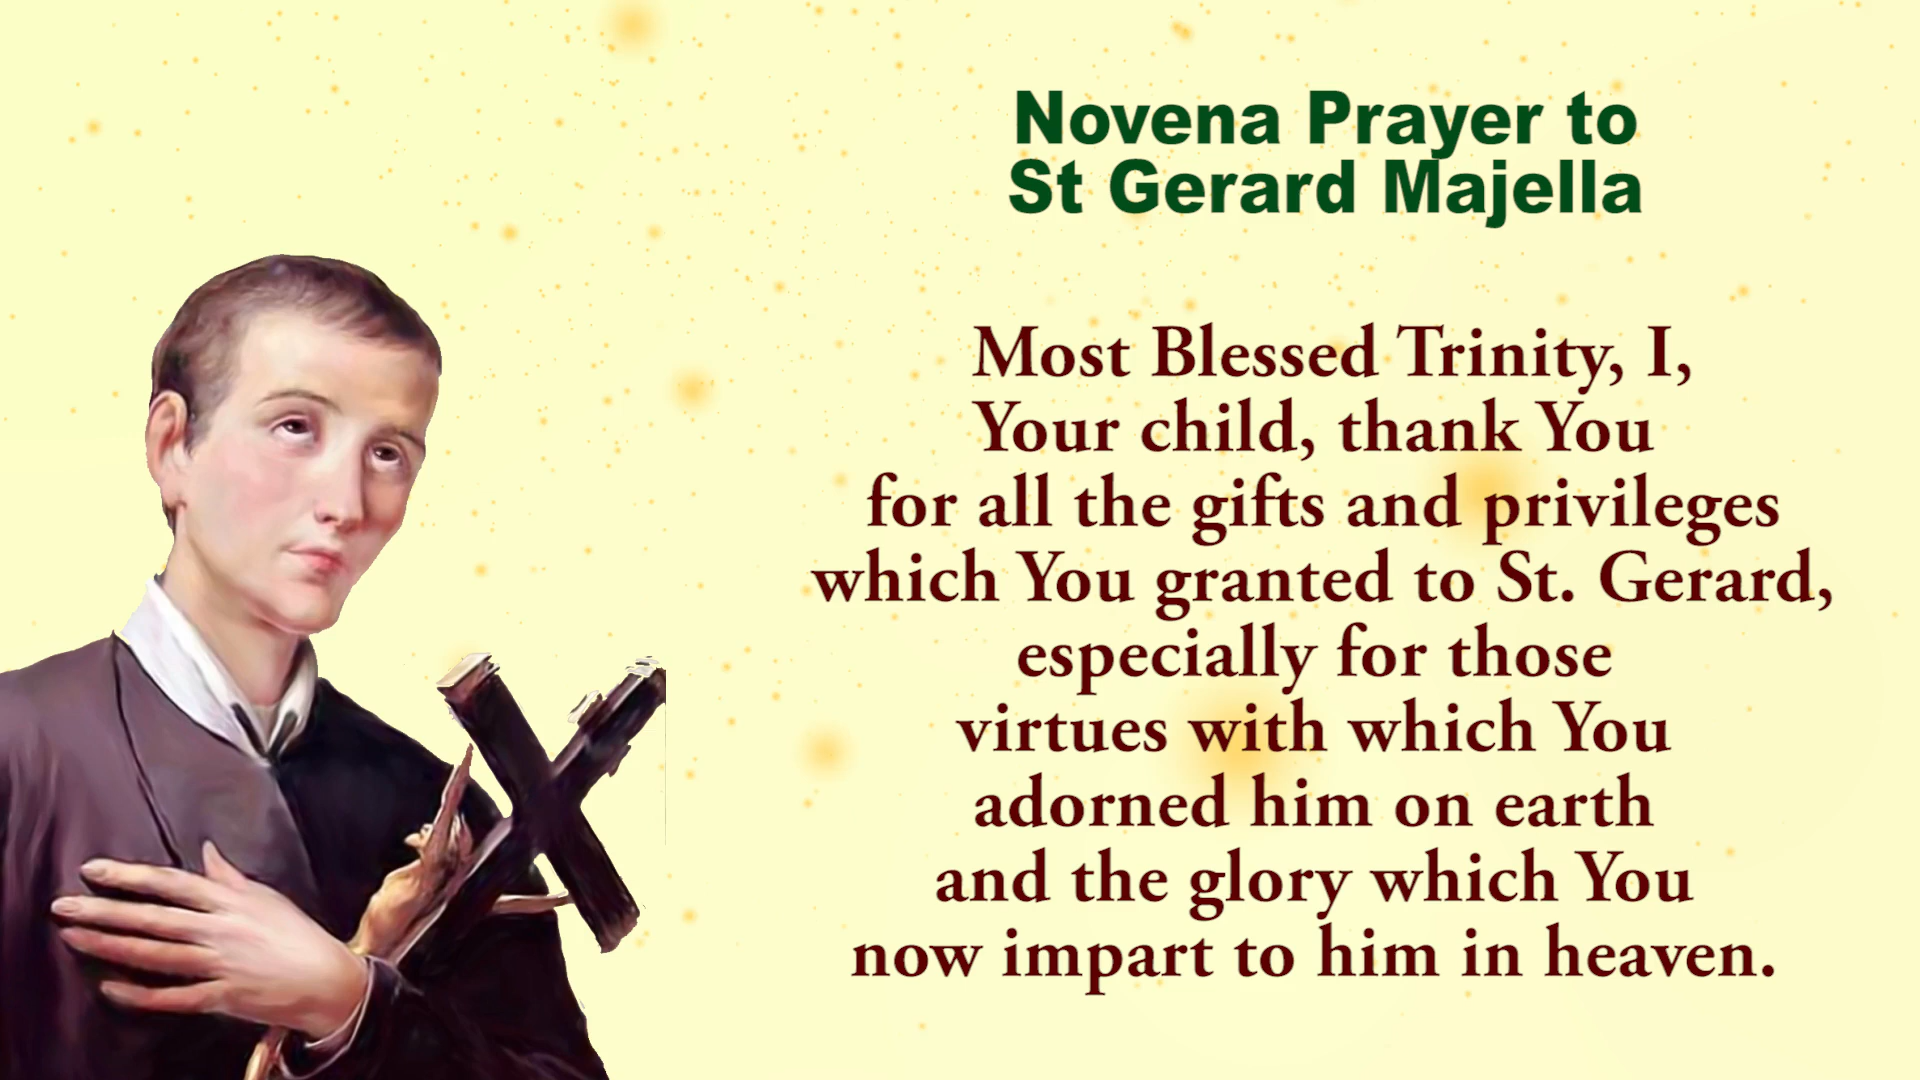 Novena Prayer to
St Gerard Majella
Most Blessed Trinity, I,
Your child, thank You
for all the gifts and privileges
which You granted to St. Gerard,
especially for those
virtues with which You
adorned him on earth
and the glory which You
now impart to him in heaven.